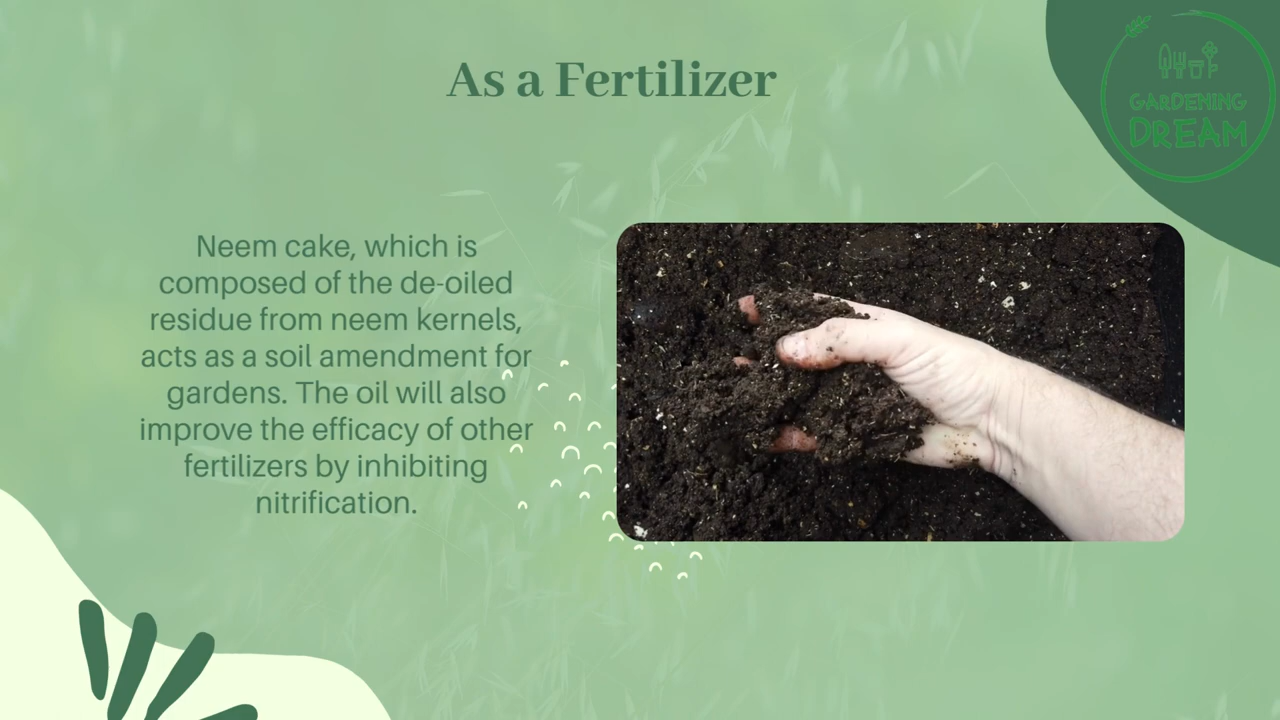 As a Fertilizer
GARDENING
DREAM
Neem cake, which is
composed of the de-oiled
residue from neem kernels,
acts as a soil amendment for
gardens. The oil will also
improve the efficacy of other
fertilizers by inhibiting
nitrification.